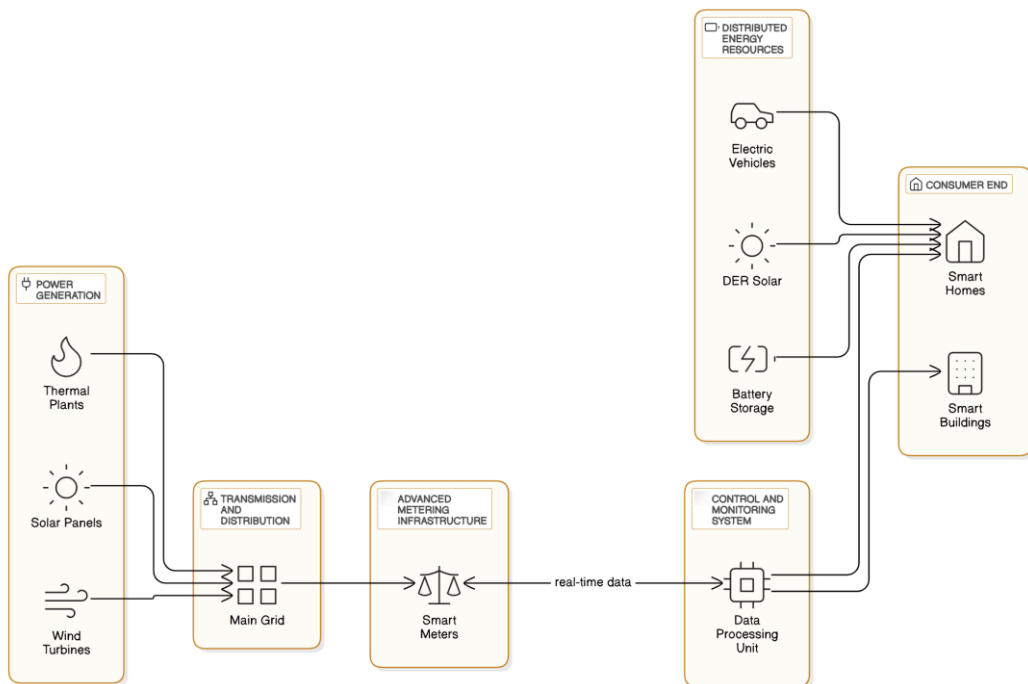 DISTRIBUTED
ENERGY
RESOURCES
Electric
Vehicles
DER Solar
Battery
Storage
CONSUMER END
Smart
Homes
Smart
Buildings
POWER
GENERATION
Thermal
Plants
Solar Panels
Wind
Turbines
TRANSMISSION
AND
DISTRIBUTION
Main Grid
ADVANCED
METERING
INFRASTRUCTURE
Smart
Meters
real-time data
CONTROL AND
MONITORING
SYSTEM
Data
Processing
Unit